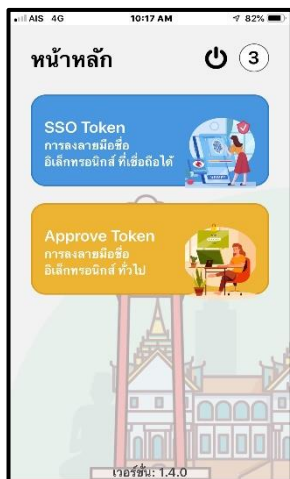 AIS 4G 10:17 AM 82%
หน้าหลัก 3
SSO Token
การลงลายมือชื่อ
อิเล็กทรอนิกส์ ที่เชื่อถือได้
Approve Token
การลงลายมือชื่อ
อิเล็กทรอนิกส์ ทั่วไป
เวอร์ชั่น: 1.4.0